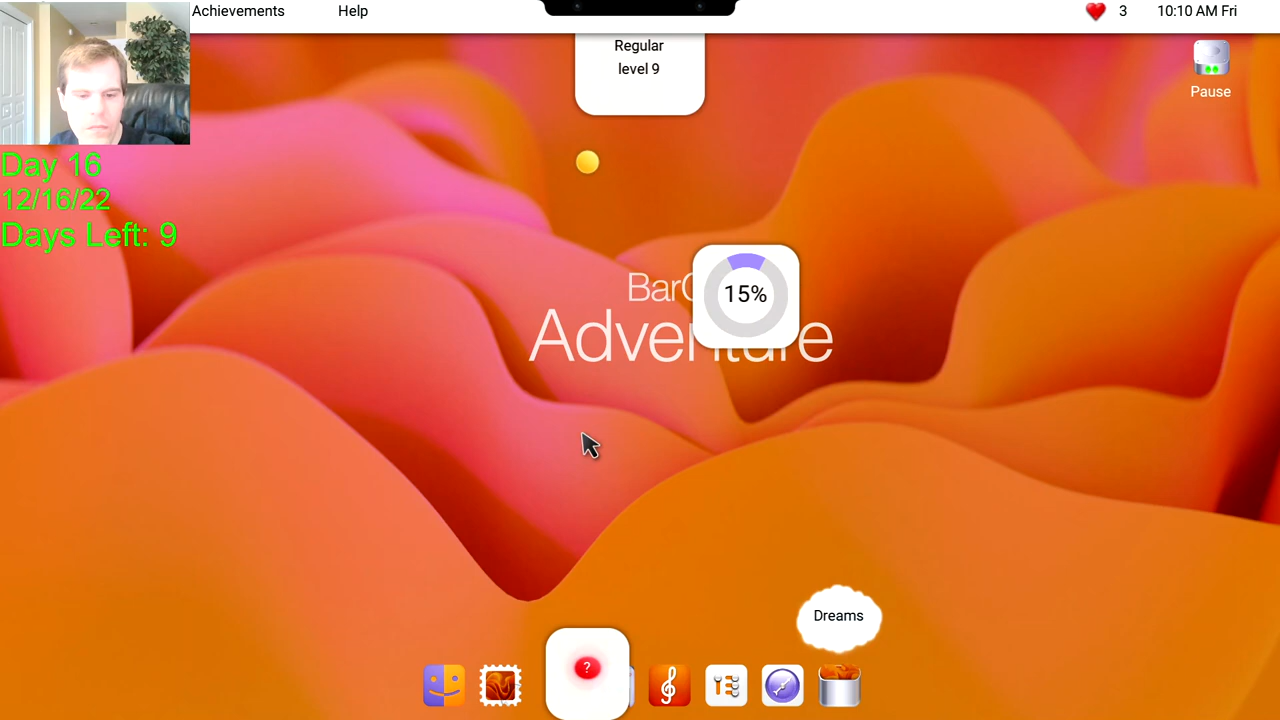 Achievements
Help
3
10:10 AM Fri
Regular
level 9
Pause
Day 16
12/16/22
Days Left: 9
15%
Dreams
?